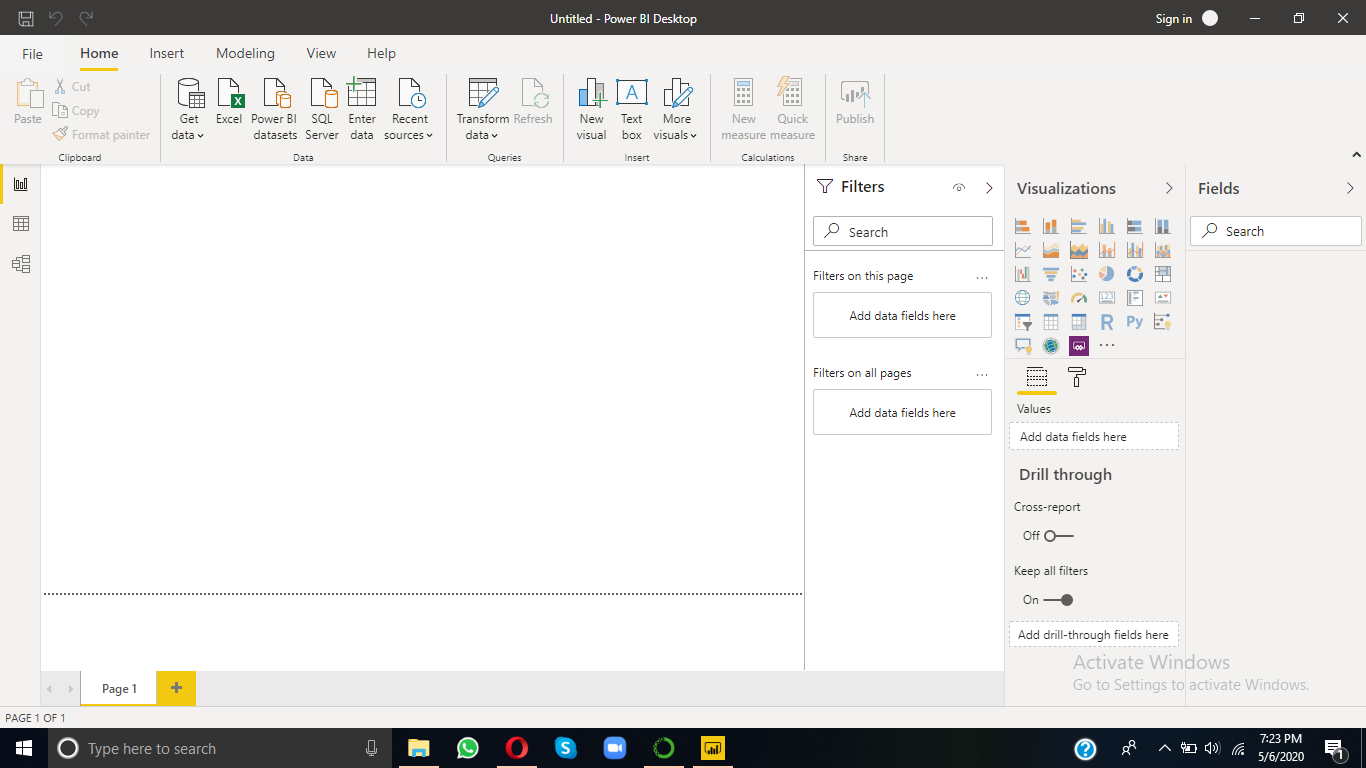 Untitled - Power BI Desktop
Sign in
File Home Insert Modeling View Help
Paste
Cut
Copy
Format painter
Clipboard
Get data
Excel
Power BI datasets
SQL Server
Enter data
Recent sources
Data
Transform data
Refresh
Queries
New visual
Text box
A
More visuals
Insert
New measure
Quick measure
Calculations
Publish
Share
Filters
Search
Filters on this page
...
Add data fields here
Filters on all pages
...
Add data fields here
Visualizations
123
R
Py
...
Values
Add data fields here
Drill through
Cross-report
Off
Keep all filters
On
Add drill-through fields here
Fields
Search
Activate Windows
Go to Settings to activate Windows.
Page 1
+
PAGE 1 OF 1
Type here to search
7:23 PM
5/6/2020
1